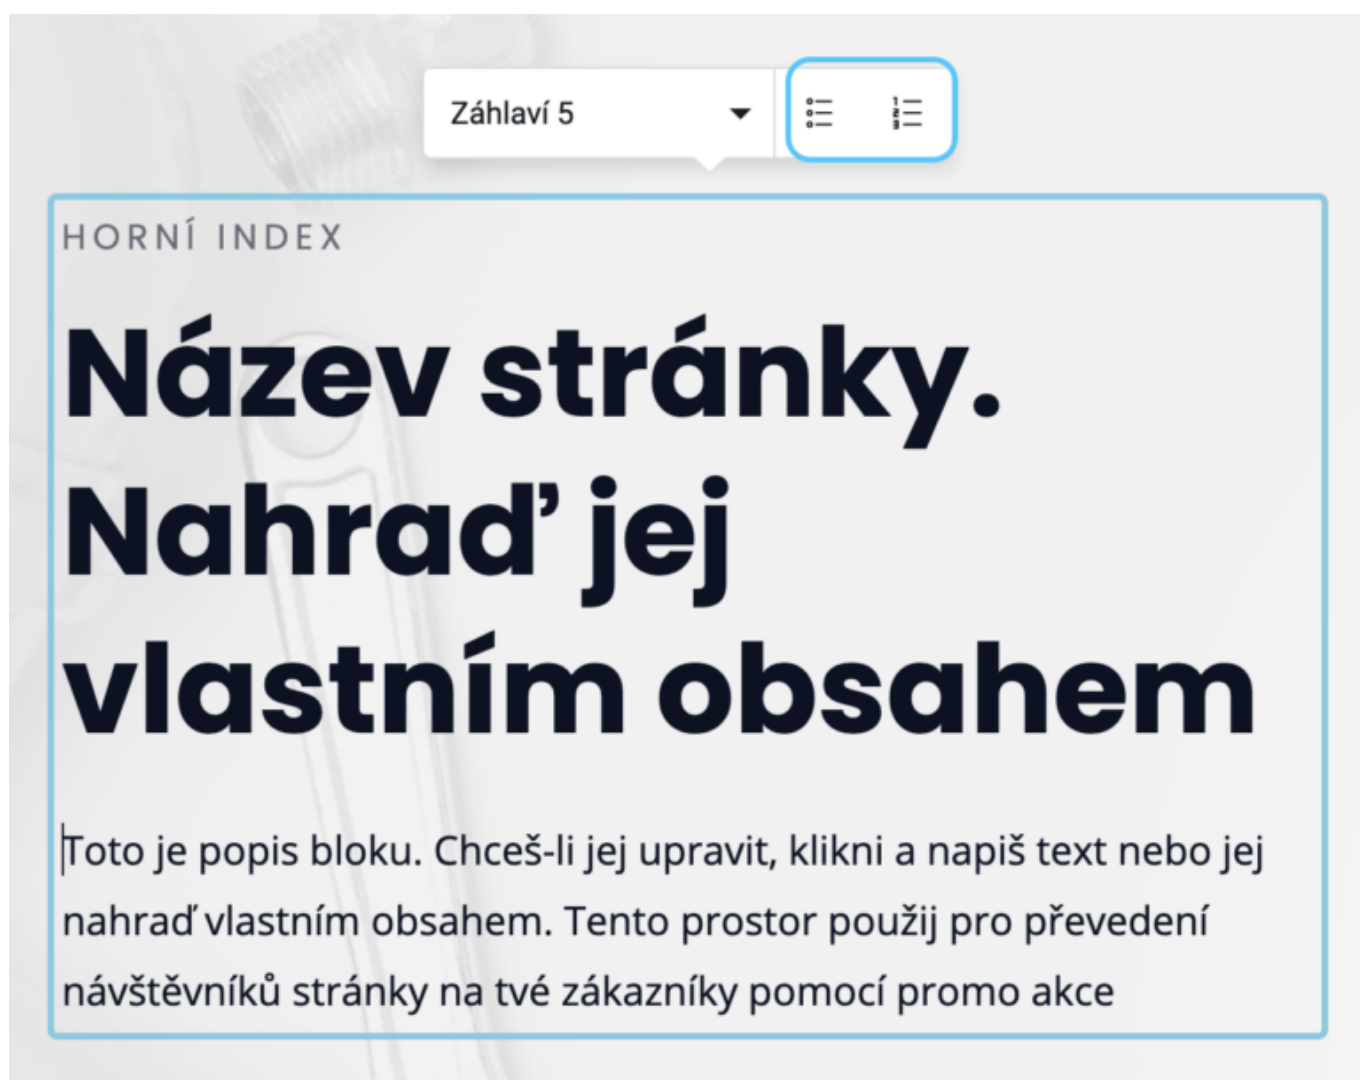 Záhlaví 5
HORNÍ INDEX
Název stránky.
Nahraď jej
vlastním obsahem
Toto je popis bloku. Chceš-li jej upravit, klikni a napiš text nebo jej
nahraď vlastním obsahem. Tento prostor použij pro převedení
návštěvníků stránky na tvé zákazníky pomocí promo akce